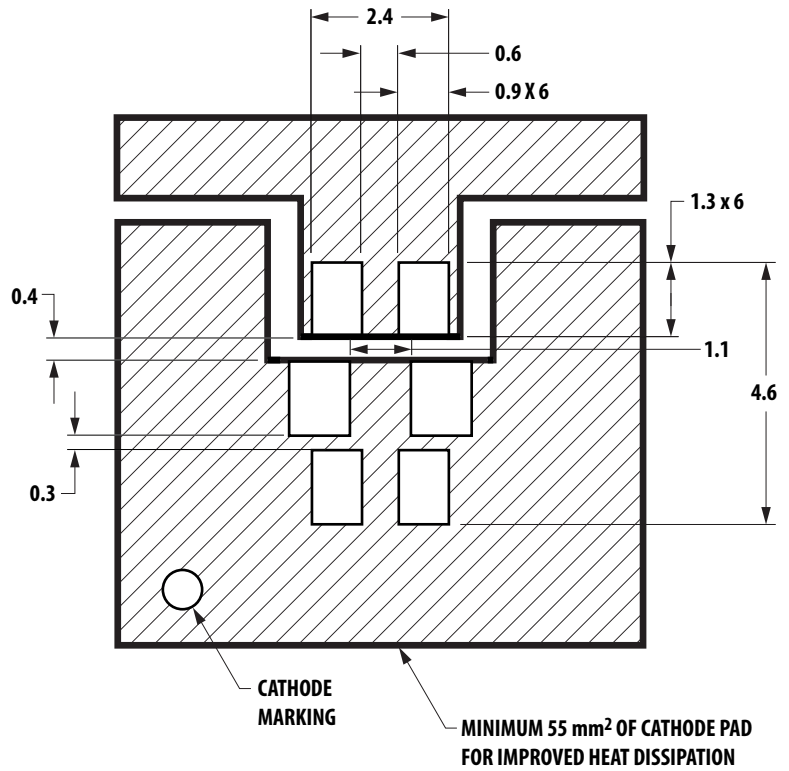 2.4
0.6
0.9 X 6
1.3 x 6
0.4
1.1
4.6
0.3
CATHODE
MARKING
MINIMUM 55 mm² OF CATHODE PAD
FOR IMPROVED HEAT DISSIPATION